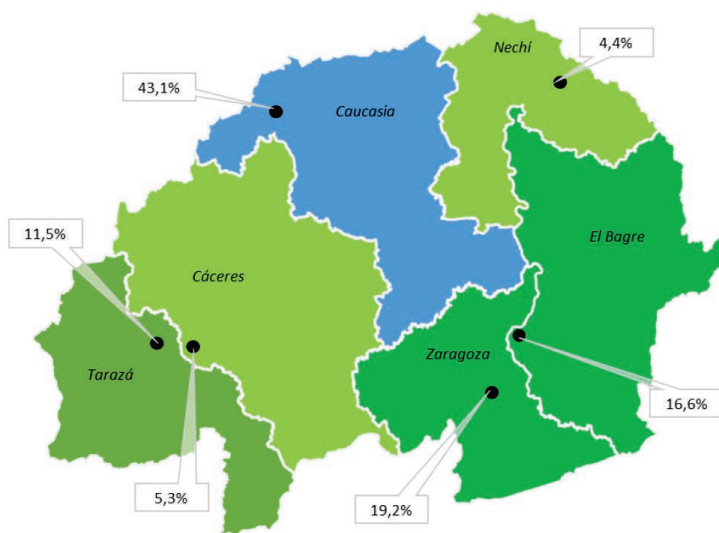 Nechí
4,4%
43,1%
Caucasia
11,5%
El Bagre
Cáceres
Zaragoza
Tarazá
16,6%
5,3%
19,2%